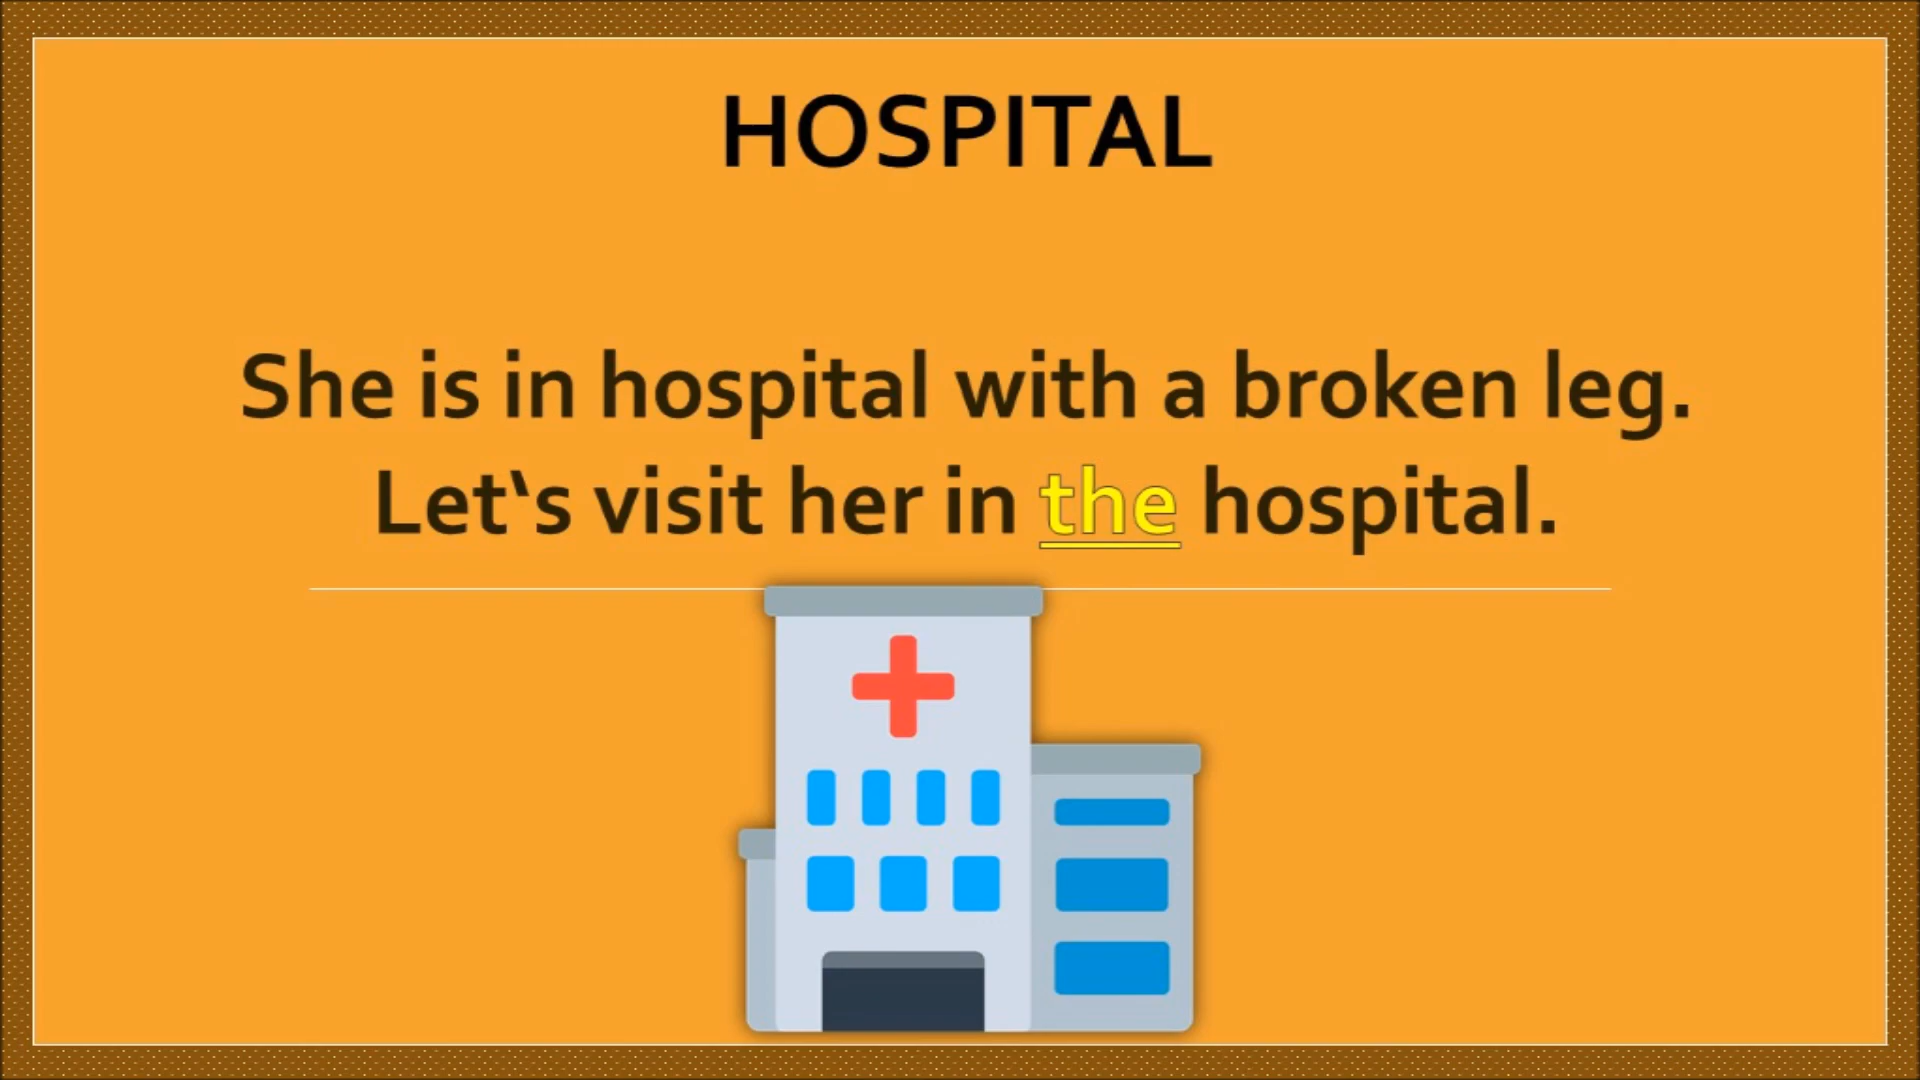 HOSPITAL
She is in hospital with a broken leg.
Let‛s visit her in the hospital.